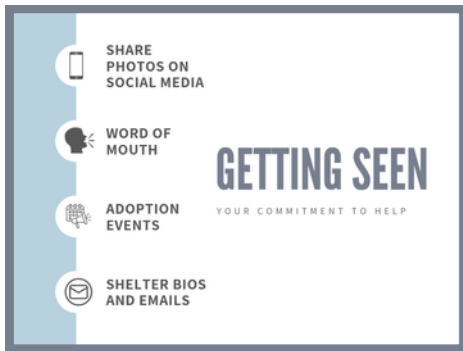 SHARE
PHOTOS ON
SOCIAL MEDIA
WORD OF
MOUTH
ADOPTION
EVENTS
SHELTER BIOS
AND EMAILS
GETTING SEEN
YOUR COMMITMENT TO HELP